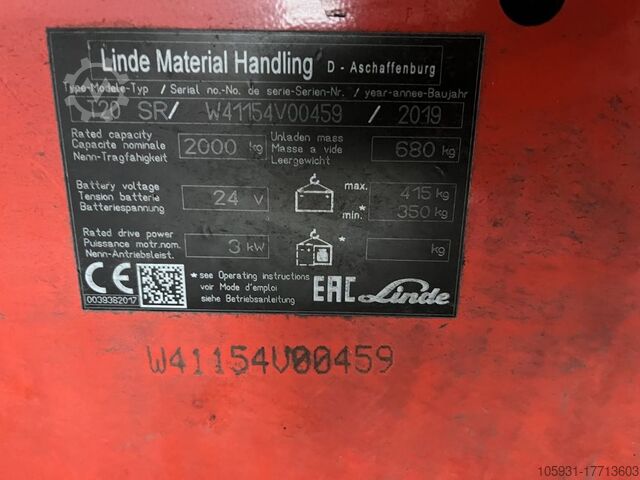 Linde Material Handling D - Aschaffenburg
Type-Modele-Typ / Serial no.-No. de serie-Serien-Nr. / year-annee-Baujahr
T20 SR/ W41154V00459 / 2019
Rated capacity
Capacite nominale
Nenn-Tragfähigkeit
2000 kg
Unladen mass
Masse a vide
Leergewicht
680 kg
Battery voltage
Tension batterie
Batteriespannung
24 V
max. 415 kg
min.* 350 kg
Rated drive power
Puissance motr.nom.
Nenn-Antriebsleist.
3 kW
* kg
CE
0039362017
*see Operating instructions
voir Mode d'emploi
siehe Betriebsanleitung
EAC Linde
W41154V00459
105931-17713603